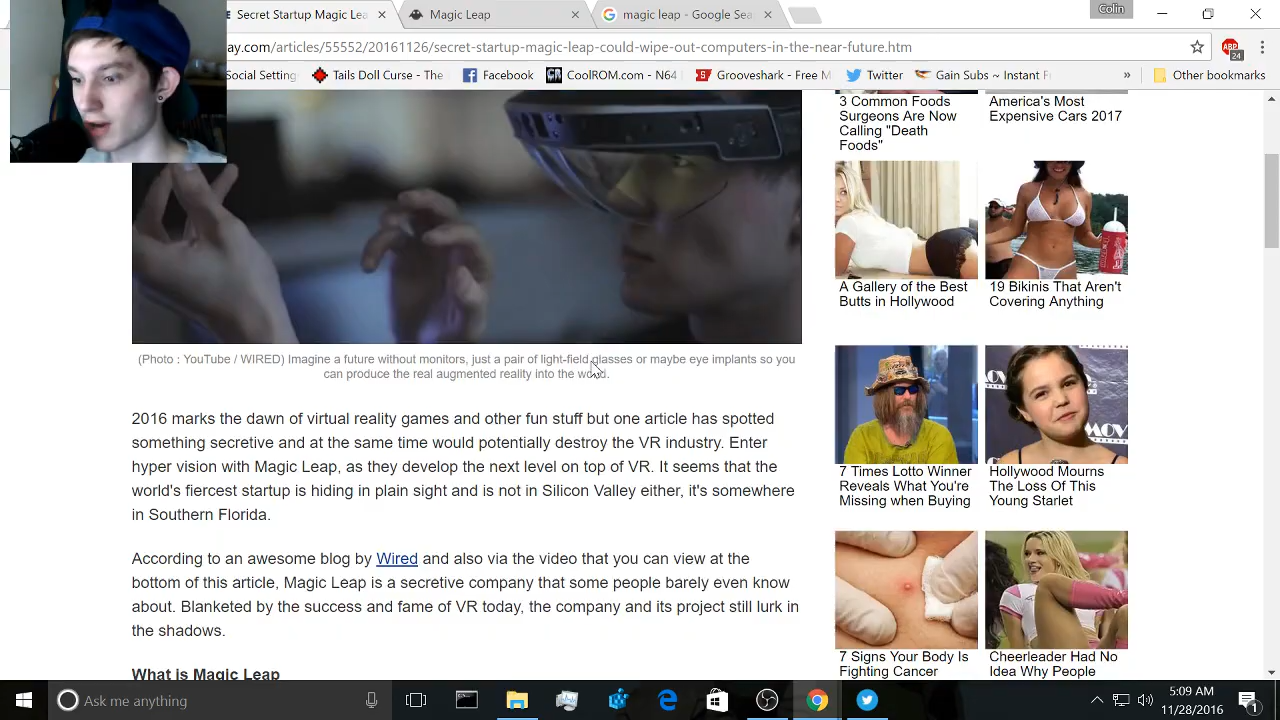 Secret Startup Magic Lea
Magic Leap
magic leap - Google Sea
Colin
ay.com/articles/55552/20161126/secret-startup-magic-leap-could-wipe-out-computers-in-the-near-future.htm
ABP
24
Social Setting
Tails Doll Curse - The
Facebook
CoolROM.com - N64
Grooveshark - Free M
Twitter
Gain Subs ~ Instant F
»
Other bookmarks
3 Common Foods
Surgeons Are Now
Calling "Death
Foods"
America's Most
Expensive Cars 2017
A Gallery of the Best
Butts in Hollywood
19 Bikinis That Aren't
Covering Anything
(Photo : YouTube / WIRED) Imagine a future without monitors, just a pair of light-field glasses or maybe eye implants so you
can produce the real augmented reality into the world.
2016 marks the dawn of virtual reality games and other fun stuff but one article has spotted
something secretive and at the same time would potentially destroy the VR industry. Enter
hyper vision with Magic Leap, as they develop the next level on top of VR. It seems that the
world's fiercest startup is hiding in plain sight and is not in Silicon Valley either, it's somewhere
in Southern Florida.
7 Times Lotto Winner
Reveals What You're
Missing when Buying
Hollywood Mourns
The Loss Of This
Young Starlet
According to an awesome blog by Wired and also via the video that you can view at the
bottom of this article, Magic Leap is a secretive company that some people barely even know
about. Blanketed by the success and fame of VR today, the company and its project still lurk in
the shadows.
What is Magic Leap
7 Signs Your Body Is
Fighting Cancer
Cheerleader Had No
Idea Why People
Ask me anything
:09 AM
11/28/2016
1